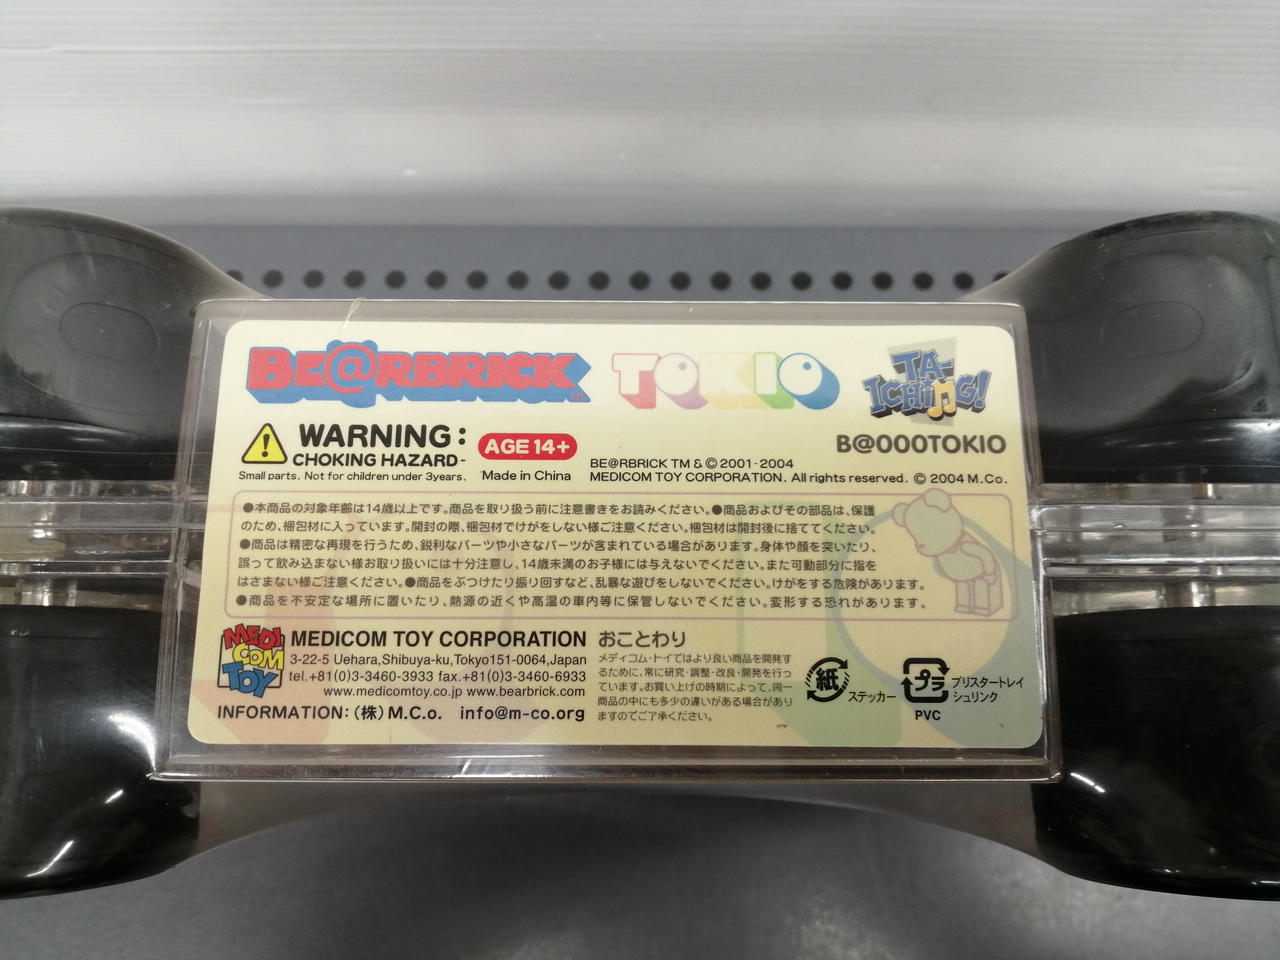 BE@RBRICK TM TOKIO TA-ICHING!
WARNING:
CHOKING HAZARD-
Small parts. Not for children under 3years.
AGE 14+
Made in China
B@000TOKIO
BE@RBRICK TM & © 2001-2004
MEDICOM TOY CORPORATION. All rights reserved. © 2004 M.Co.
●本商品の対象年齢は14歳以上です。商品を取り扱う前に注意書きをお読みください。●商品およびその部品は、保護
のため、梱包材に入っています。開封の際、梱包材でけがをしない様ご注意ください。梱包材は開封後に捨ててください。
●商品は精密な再現を行うため、鋭利なパーツや小さなパーツが含まれている場合があります。身体や顔を突いたり、
誤って飲み込まない様お取り扱いには十分注意し、14歳未満のお子様には与えないでください。また可動部分に指を
はさまない様ご注意ください。●商品をぶつけたり振り回すなど、乱暴な遊びをしないでください。けがをする危険があります。
●商品を不安定な場所に置いたり、熱源の近くや高温の車内等に保管しないでください。変形する恐れがあります。
MEDI COM TOY
MEDICOM TOY CORPORATION
3-22-5 Uehara,Shibuya-ku,Tokyo151-0064,Japan
tel.+81(0)3-3460-3933 fax.+81(0)3-3460-6933
www.medicomtoy.co.jp www.bearbrick.com
INFORMATION:(株)M.C.o. info@m-co.org
おことわり
メディコム・トイではより良い商品を開発す
るために,常に研究・調整・改良・開発を行っ
ています。お買い上げの時期によって、同一
商品の中にも多少の違いがある場合があり
ますのでご了承ください。
紙 ステッカー
プラ ブリスタートレイ
シュリンク
PVC